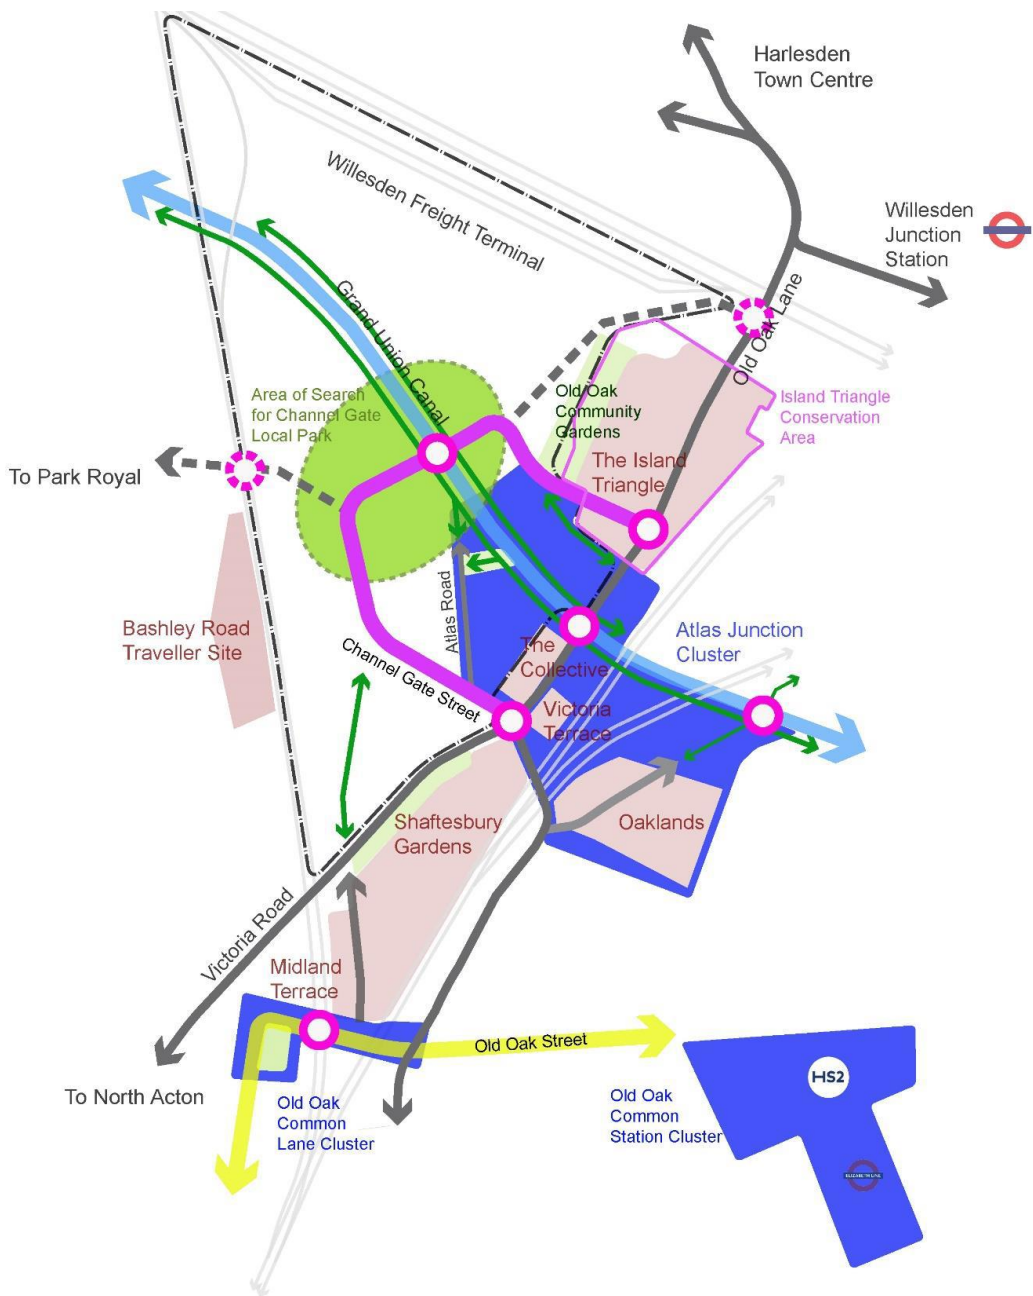 Harlesden
Town Centre
Willesden Freight Terminal
Willesden
Junction
Station
Old Oak Lane
Grand Union Canal
Area of Search
for Channel Gate
Local Park
Old Oak
Community
Gardens
Island Triangle
Conservation
Area
The Island
Triangle
To Park Royal
Atlas Road
Bashley Road
Traveller Site
Channel Gate Street
The
Collective
Atlas Junction
Cluster
Victoria
Terrace
Shaftesbury
Gardens
Oaklands
Victoria Road
Midland
Terrace
Old Oak Street
To North Acton
Old Oak
Common
Lane Cluster
Old Oak
Common
Station Cluster
HS2
ELIZABETH LINE